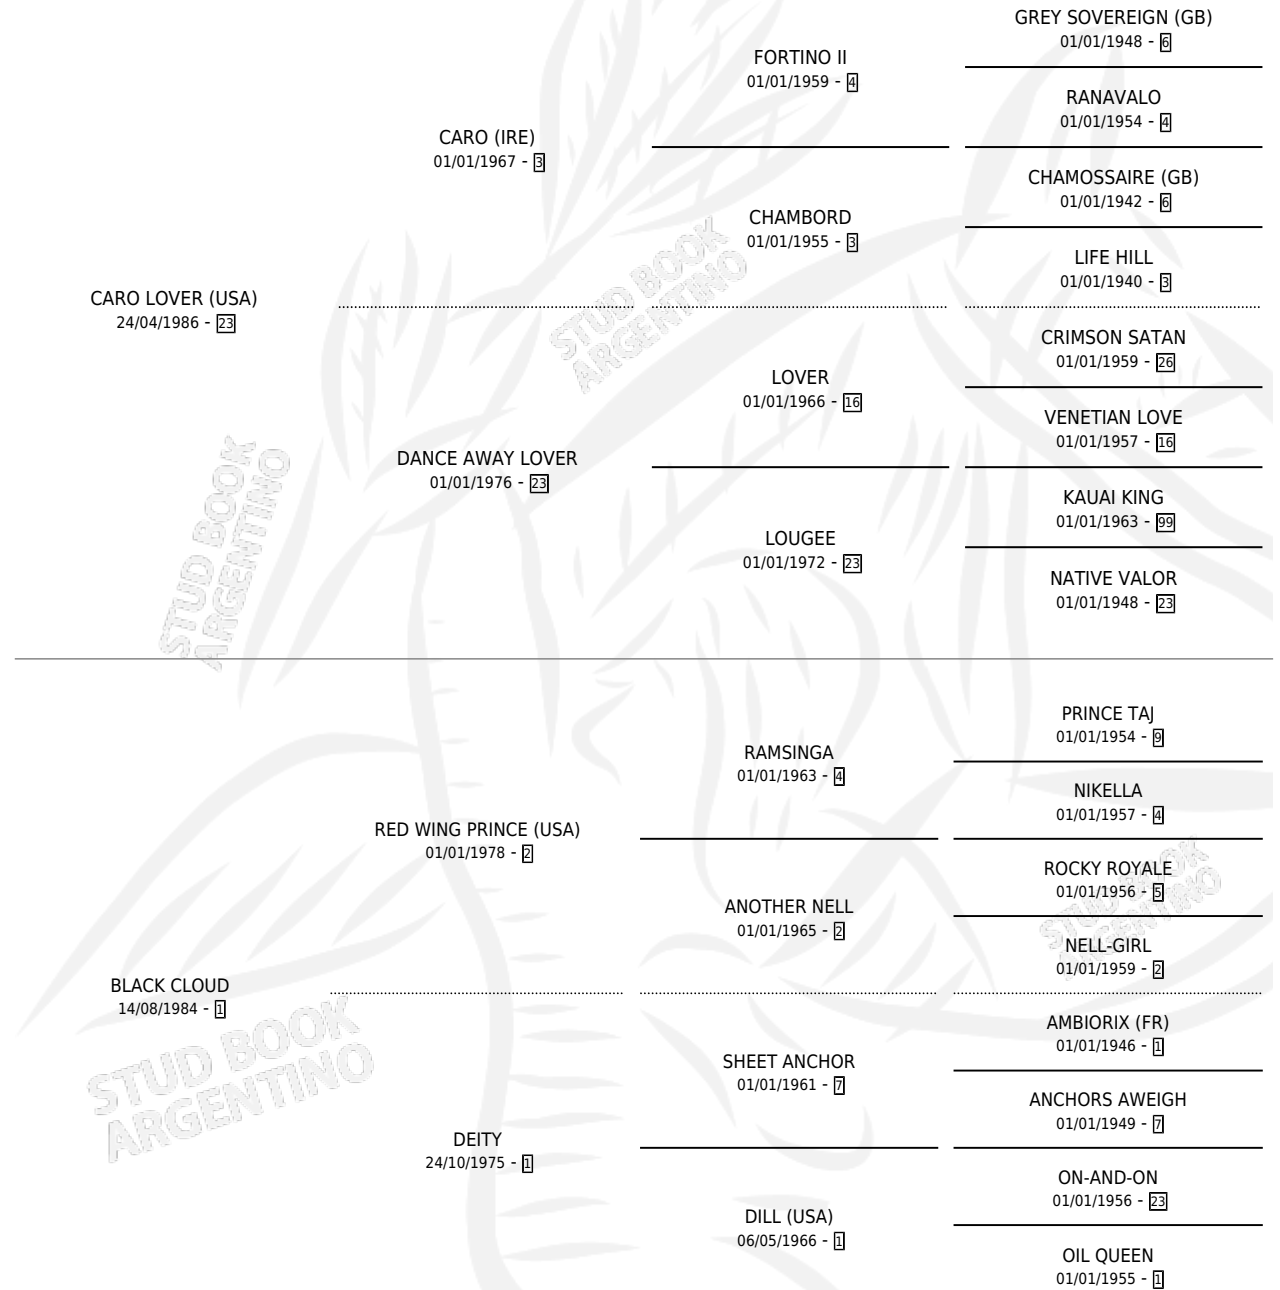 GREY SOVEREIGN (GB)
01/01/1948 - 6
FORTINO II
01/01/1959 - 4
RANAVALO
01/01/1954 - 4
CARO (IRE)
01/01/1967 - 3
CHAMOSSAIRE (GB)
01/01/1942 - 6
CHAMBORD
01/01/1955 - 3
LIFE HILL
01/01/1940 - 3
CARO LOVER (USA)
24/04/1986 - 23
CRIMSON SATAN
01/01/1959 - 26
LOVER
01/01/1966 - 16
VENETIAN LOVE
01/01/1957 - 16
DANCE AWAY LOVER
01/01/1976 - 23
KAUAI KING
01/01/1963 - 99
LOUGEE
01/01/1972 - 23
NATIVE VALOR
01/01/1948 - 23
PRINCE TAJ
01/01/1954 - 9
RAMSINGA
01/01/1963 - 4
NIKELLA
01/01/1957 - 4
RED WING PRINCE (USA)
01/01/1978 - 2
ROCKY ROYALE
01/01/1956 - 5
ANOTHER NELL
01/01/1965 - 2
NELL-GIRL
01/01/1959 - 2
BLACK CLOUD
14/08/1984 - 1
AMBIORIX (FR)
01/01/1946 - 1
SHEET ANCHOR
01/01/1961 - 7
ANCHORS AWEIGH
01/01/1949 - 7
DEITY
24/10/1975 - 1
ON-AND-ON
01/01/1956 - 23
DILL (USA)
06/05/1966 - 1
OIL QUEEN
01/01/1955 - 1
STUD BOOK
ARGENTINO
STUD BOOK
ARGENTINO
STUD BOOK
ARGENTINO
STUD BOOK
ARGENTINO